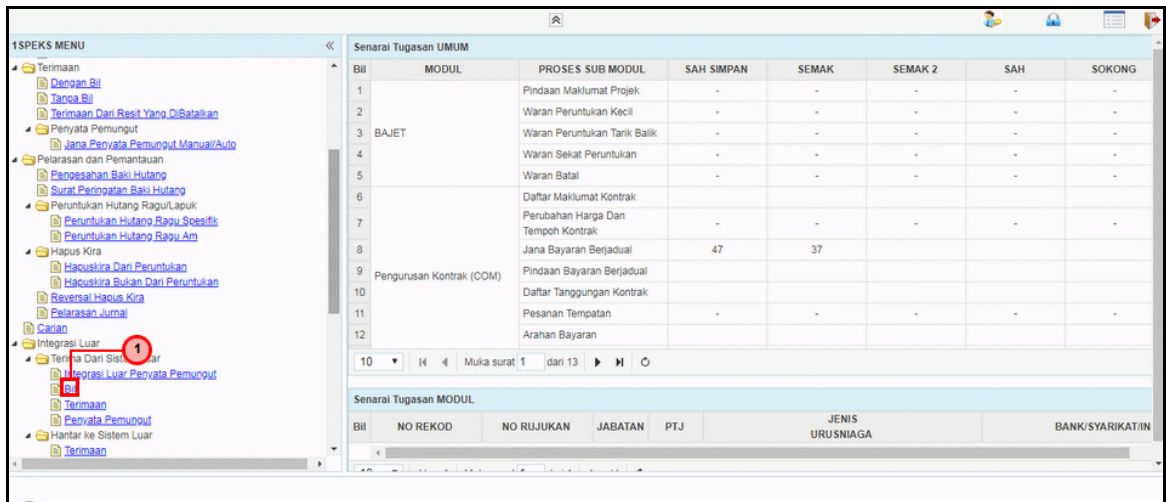 1SPEKS MENU
Terimaan
Dengan Bil
Tanpa Bil
Terimaan Dari Resit Yang DiBatalkan
Penyata Pemungut
Jana Penyata Pemungut Manual/Auto
Pelarasan dan Pemantauan
Pengesahan Baki Hutang
Surat Peringatan Baki Hutang
Peruntukan Hutang Ragu/Lapuk
Peruntukan Hutang Ragu Spesifik
Peruntukan Hutang Ragu Am
Hapus Kira
Hapuskira Dari Peruntukan
Hapuskira Bukan Dari Peruntukan
Reversal Hapus Kira
Pelarasan Jurnal
Carian
Integrasi Luar
1
Terima Dari
Integrasi Luar Penyata Pemungut
Bil
Terimaan
Penyata Pemungut
Hantar ke Sistem Luar
Terimaan
Senarai Tugasan UMUM
Bil MODUL PROSES SUB MODUL SAH SIMPAN SEMAK SEMAK 2 SAH SOKONG
1 Pindaan Maklumat Projek - - - - -
2 Waran Peruntukan Kecil - - - - -
3 BAJET Waran Peruntukan Tarik Balik - - - - -
4 Waran Sekat Peruntukan - - - - -
5 Waran Batal - - - - -
6 Daftar Maklumat Kontrak
7 Perubahan Harga Dan - - - - -
Tempoh Kontrak
8 Jana Bayaran Berjadual 47 37
9 Pengurusan Kontrak (COM) Pindaan Bayaran Berjadual
10 Daftar Tanggungan Kontrak
11 Pesanan Tempatan - - - - -
12 Arahan Bayaran
10 Muka surat 1 dari 13
Senarai Tugasan MODUL
Bil NO REKOD NO RUJUKAN JABATAN PTJ JENIS URUSNIAGA BANK/SYARIKAT/IN